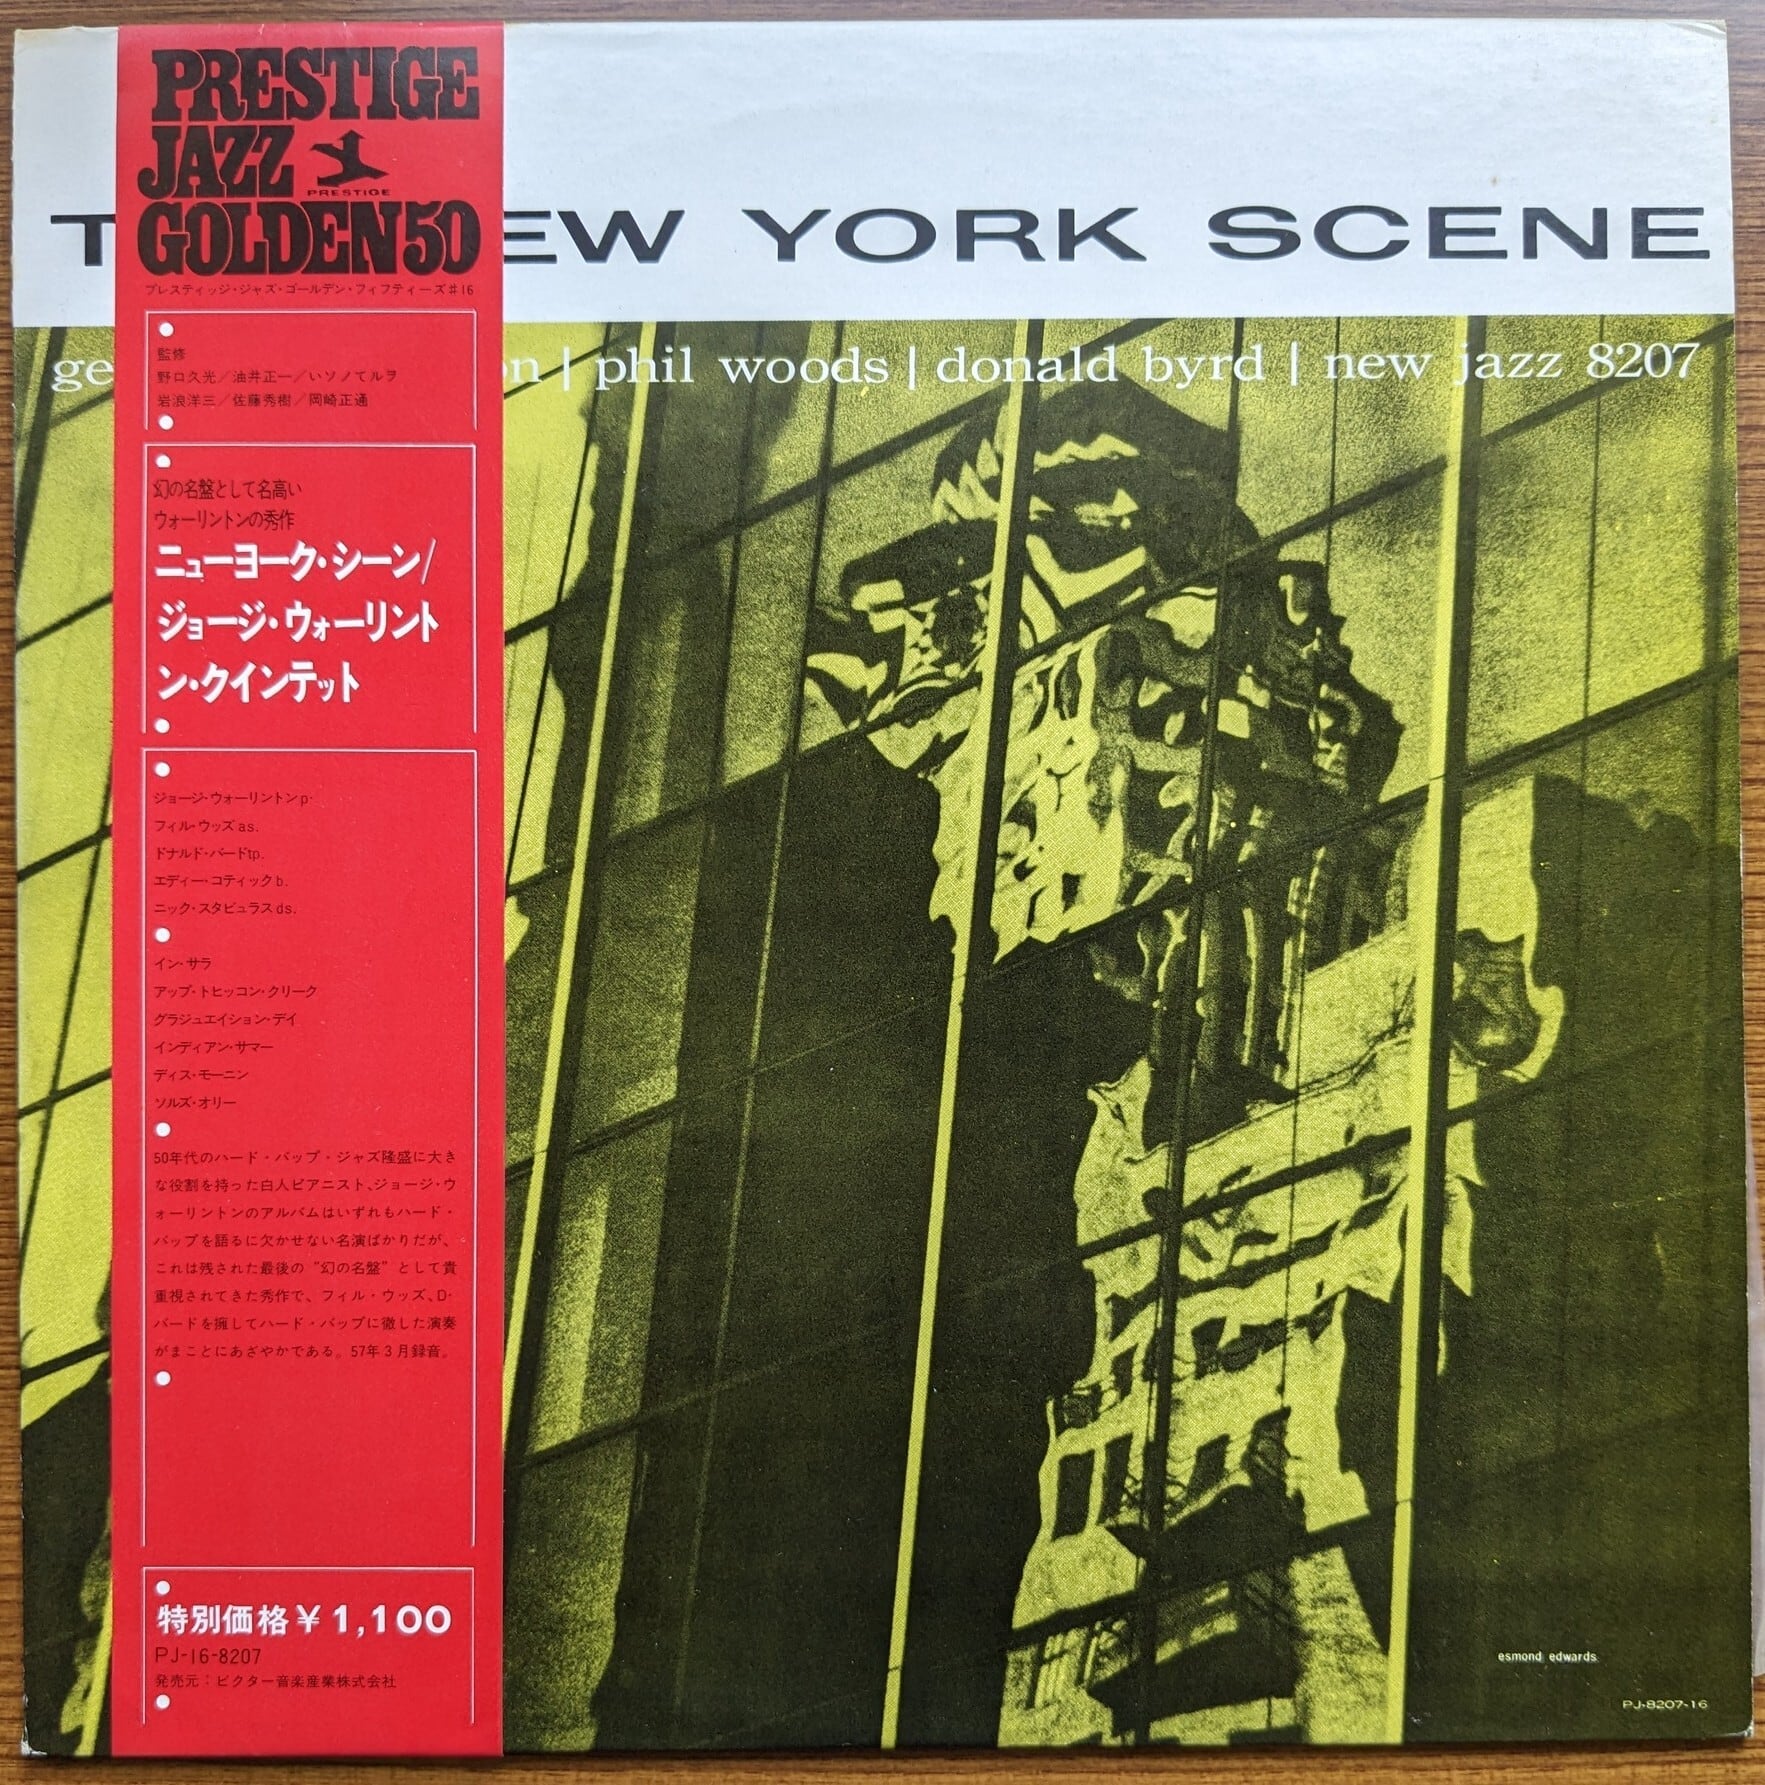 PRESTIGE
JAZZ
PRESTIGE
GOLDEN 50
プレスティッジ・ジャズ・ゴールデン・フィフティーズ#16
監修
野口久光/油井正一/いソノてルヲ
岩浪洋三/佐藤秀樹/岡崎正通
幻の名盤として名高い
ウォーリントンの秀作
ニューヨーク・シーン/
ジョージ・ウォーリント
ン・クインテット
ジョージ・ウォーリントンp.
フィル・ウッズas.
ドナルド・バードtp.
エディー・コティックb.
ニック・スタビュラスds.
イン・サラ
アップ・トヒッコン・クリーク
グラジュエイション・デイ
インディアン・サマー
ディス・モーニン
ソルズ・オリー
50年代のハード・バップ・ジャズ隆盛に大き
な役割を持った白人ピアニスト、ジョージ・ウ
ォーリントンのアルバムはいずれもハード・
バップを語るに欠かせない名演ばかりだが、
これは残された最後の“幻の名盤”として貴
重視されてきた秀作で、フィル・ウッズ、D・
バードを擁してハード・バップに徹した演奏
がまことにあざやかである。57年3月録音。
特別価格¥1,100
PJ-16-8207
発売元:ビクター音楽産業株式会社
T EW YORK SCENE
ge on | phil woods | donald byrd | new jazz 8207
esmond edwards
PJ-8207-16